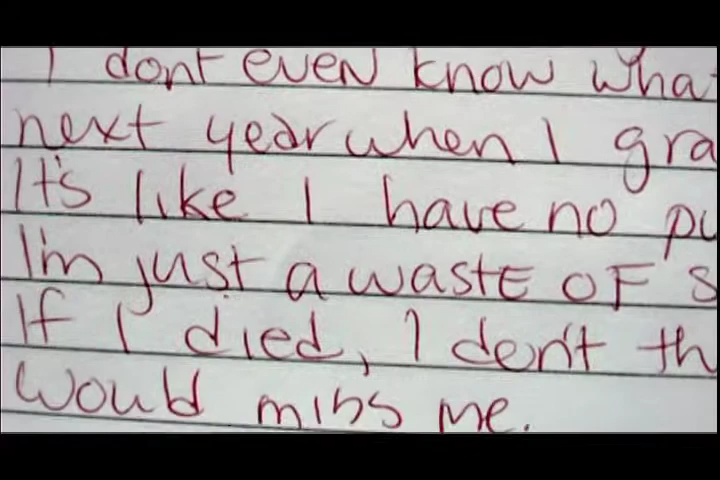 I dont even know what
next year when I gra
It's like I have no pu
I'm just a waste of s
If I died, I don't th
would miss me.